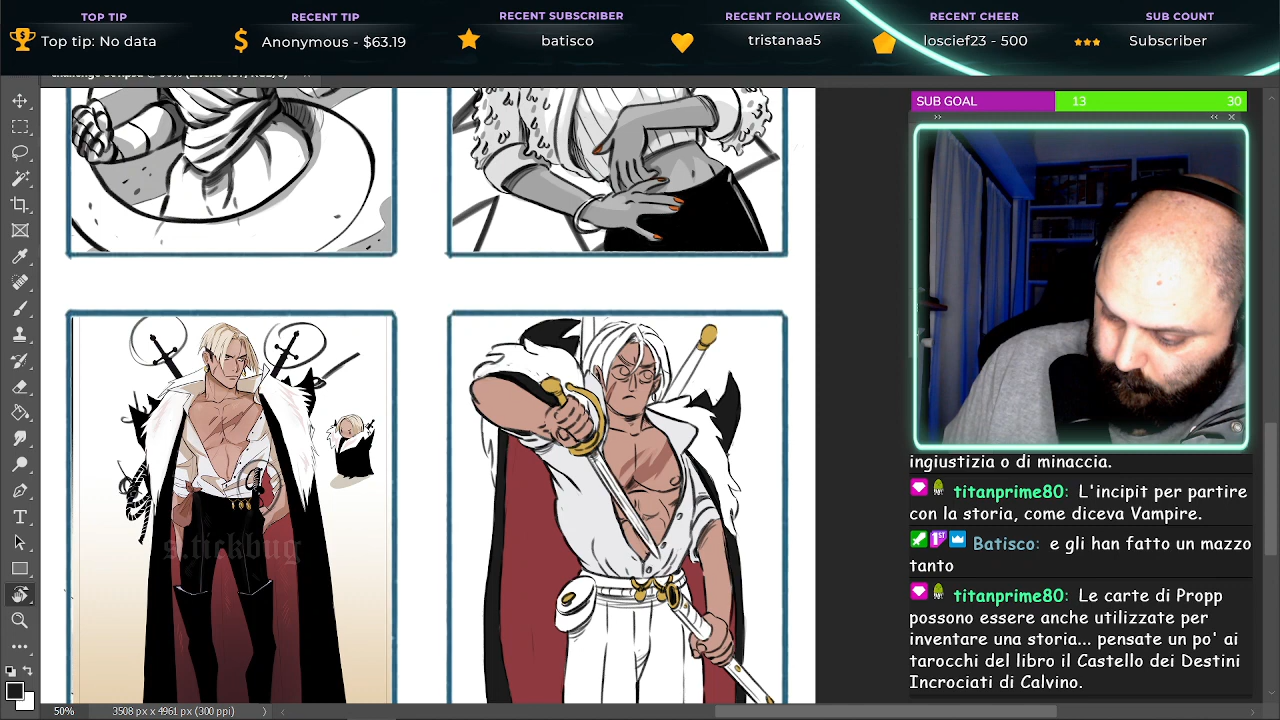 TOP TIP
Top tip: No data
RECENT TIP
Anonymous - $63.19
RECENT SUBSCRIBER
batisco
RECENT FOLLOWER
tristanaa5
RECENT CHEER
loscief23 - 500
SUB COUNT
Subscriber
SUB GOAL 13 30
s.tickbug
ingiustizia o di minaccia.
titanprime80: L'incipit per partire
con la storia, come diceva Vampire.
1ST Batisco: e gli han fatto un mazzo
tanto
titanprime80: Le carte di Propp
possono essere anche utilizzate per
inventare una storia... pensate un po' ai
tarocchi del libro il Castello dei Destini
Incrociati di Calvino.
50% 3508 px x 4961 px (300 ppi)